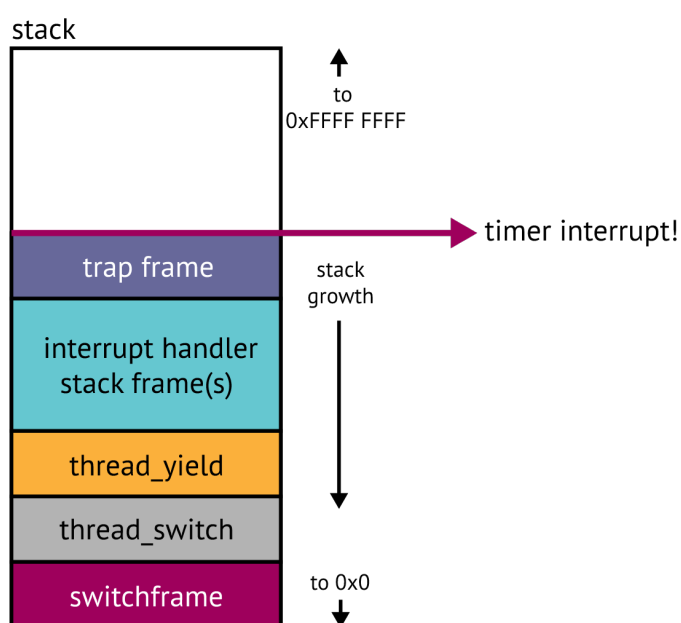 stack
to
0xFFFF FFFF
timer interrupt!
trap frame
stack
growth
interrupt handler
stack frame(s)
thread_yield
thread_switch
to 0x0
switchframe